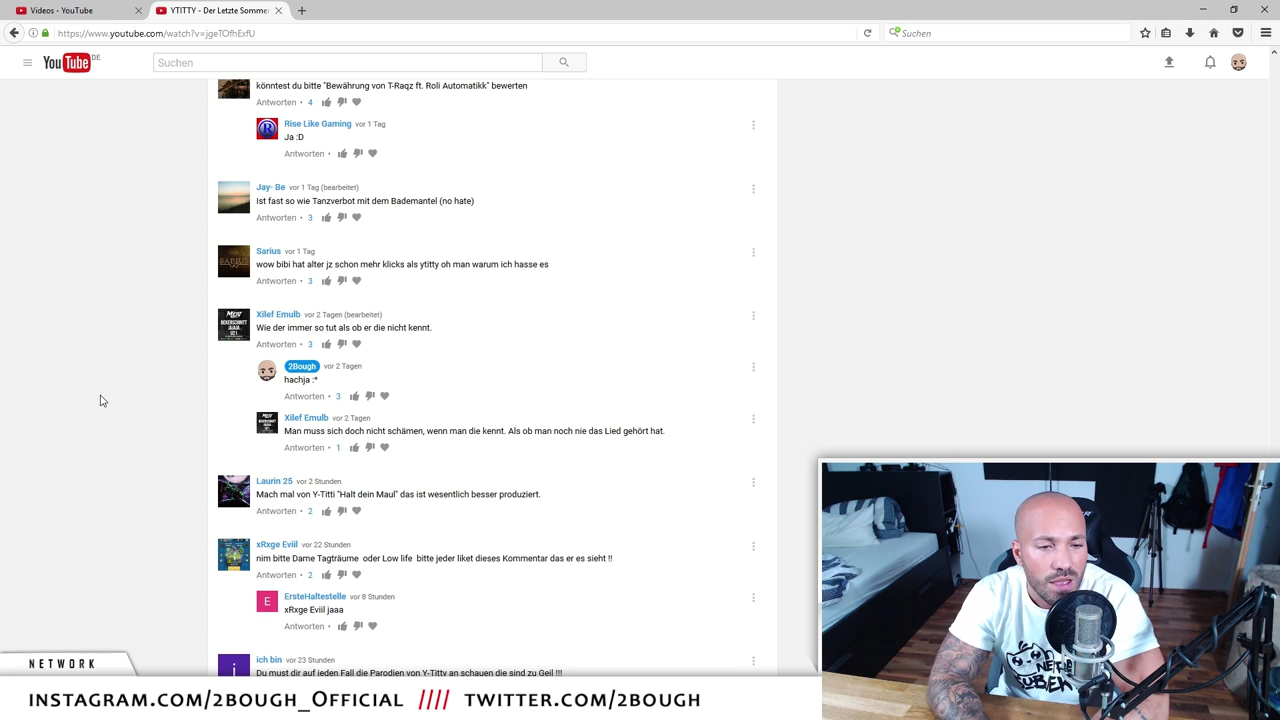 Videos - YouTube
YTITTY - Der Letzte Sommer
https://www.youtube.com/watch?v=jgeTOfhExfU
Suchen
YouTube DE
Suchen
könntest du bitte "Bewährung von T-Raqz ft. Roli Automatikk" bewerten
Antworten • 4
Rise Like Gaming vor 1 Tag
Ja :D
Antworten •
Jay- Be vor 1 Tag (bearbeitet)
Ist fast so wie Tanzverbot mit dem Bademantel (no hate)
Antworten • 3
Sarius vor 1 Tag
wow bibi hat alter jz schon mehr klicks als ytitty oh man warum ich hasse es
Antworten • 3
Xilef Emulb vor 2 Tagen (bearbeitet)
Wie der immer so tut als ob er die nicht kennt.
Antworten • 3
2Bough vor 2 Tagen
hachja :*
Antworten • 3
Xilef Emulb vor 2 Tagen
Man muss sich doch nicht schämen, wenn man die kennt. Als ob man noch nie das Lied gehört hat.
Antworten • 1
Laurin 25 vor 2 Stunden
Mach mal von Y-Titti "Halt dein Maul" das ist wesentlich besser produziert.
Antworten • 2
xRxge Eviil vor 22 Stunden
nim bitte Dame Tagträume oder Low life bitte jeder liket dieses Kommentar das er es sieht !!
Antworten • 2
E
ErsteHaltestelle vor 8 Stunden
xRxge Eviil jaaa
Antworten •
i
ich bin vor 23 Stunden
Du must dir auf jeden Fall die Parodien von Y-Titty an schauen die sind zu Geil !!!
NETWORK
INSTAGRAM.COM/2BOUGH_OFFICIAL //// TWITTER.COM/2BOUGH